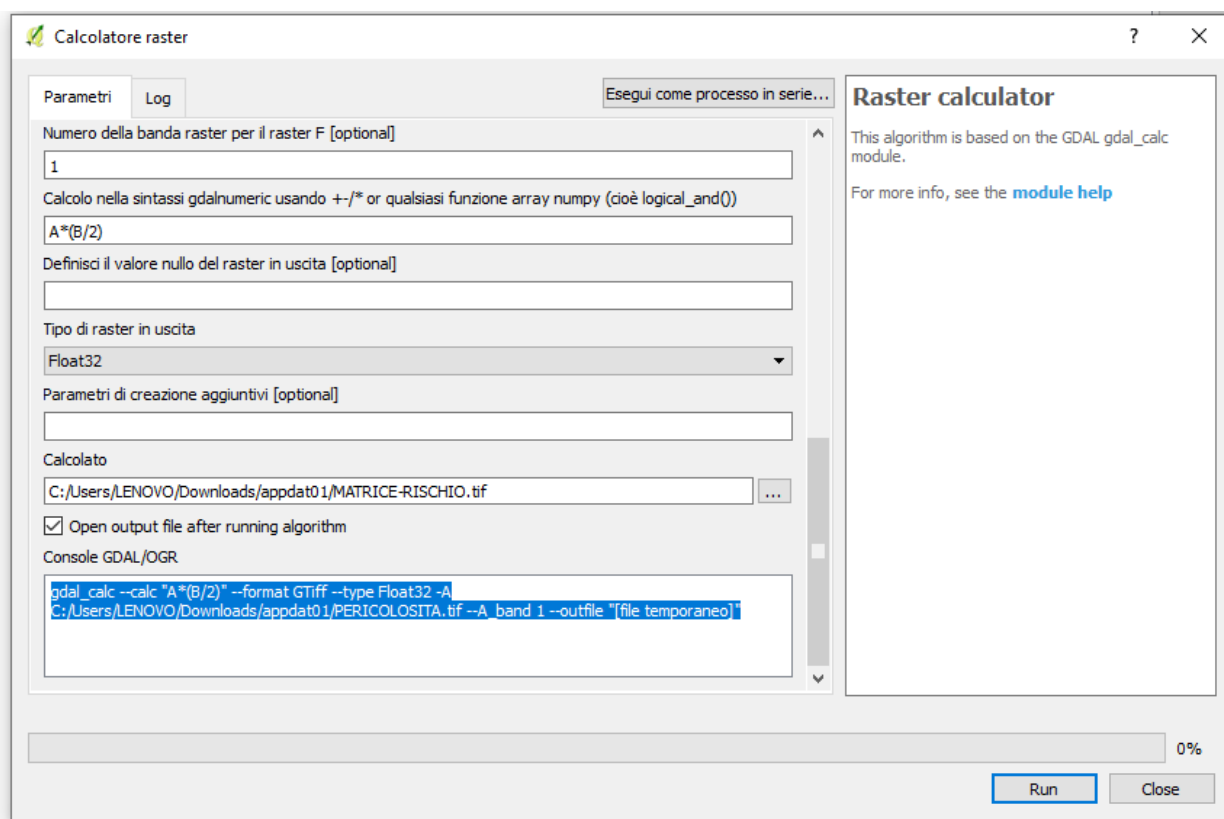 Calcolatore raster
?
Parametri
Log
Esegui come processo in serie...
Numero della banda raster per il raster F [optional]
1
Calcolo nella sintassi gdalnumeric usando +-/* or qualsiasi funzione array numpy (cioè logical_and())
A*(B/2)
Definisci il valore nullo del raster in uscita [optional]
Tipo di raster in uscita
Float32
Parametri di creazione aggiuntivi [optional]
Calcolato
C:/Users/LENOVO/Downloads/appdat01/MATRICE-RISCHIO.tif
...
Open output file after running algorithm
Console GDAL/OGR
gdal_calc --calc "A*(B/2)" --format GTiff --type Float32 -A
C:/Users/LENOVO/Downloads/appdat01/PERICOLOSITA.tif --A_band 1 --outfile "[file temporaneo]"
Raster calculator
This algorithm is based on the GDAL gdal_calc
module.
For more info, see the module help
0%
Run
Close